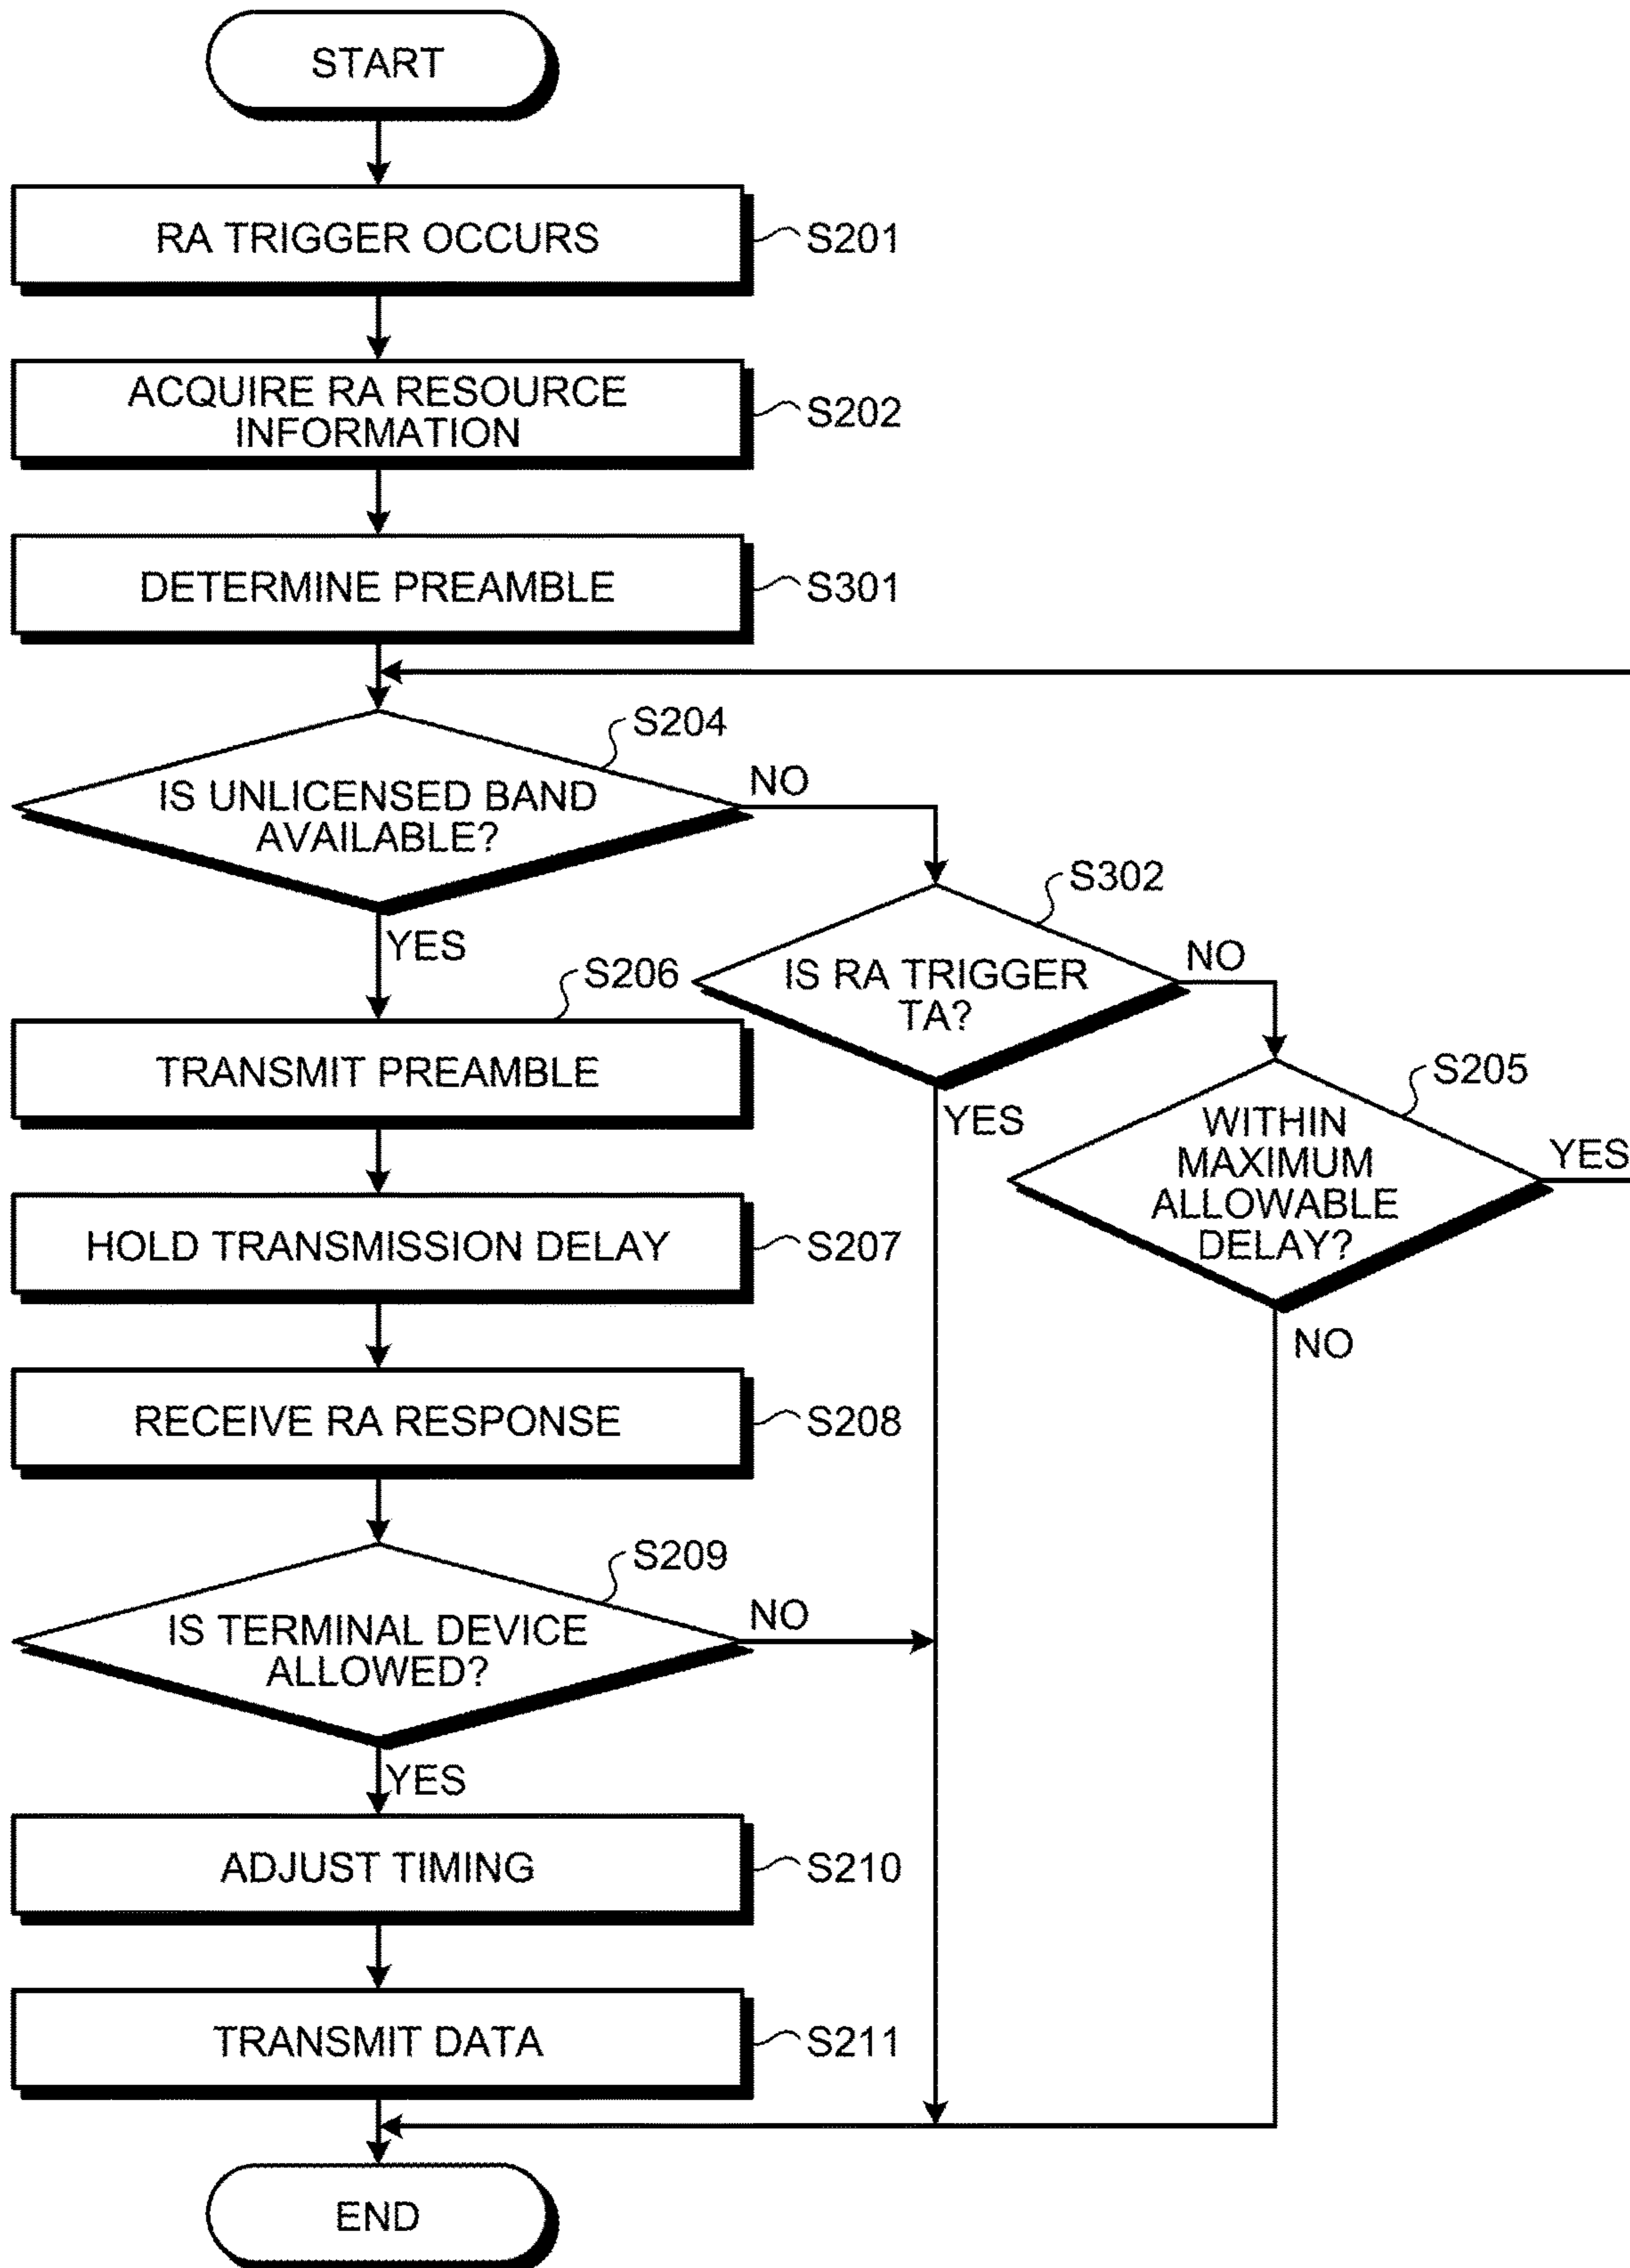 START
RA TRIGGER OCCURS
S201
ACQUIRE RA RESOURCE
INFORMATION
S202
DETERMINE PREAMBLE
S301
S204
IS UNLICENSED BAND
AVAILABLE?
NO
YES
S302
IS RA TRIGGER
TA?
NO
YES
S205
WITHIN
MAXIMUM
ALLOWABLE
DELAY?
YES
NO
S206
TRANSMIT PREAMBLE
HOLD TRANSMISSION DELAY
S207
RECEIVE RA RESPONSE
S208
S209
IS TERMINAL DEVICE
ALLOWED?
NO
YES
ADJUST TIMING
S210
TRANSMIT DATA
S211
END